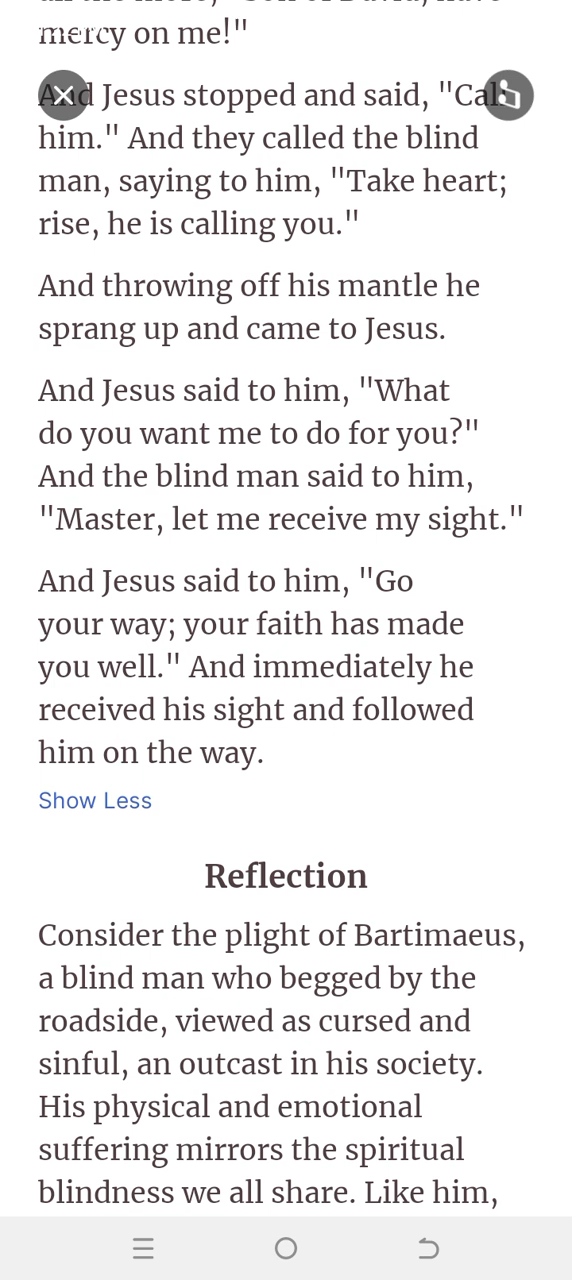 mercy on me!"
And Jesus stopped and said, "Call
him." And they called the blind
man, saying to him, "Take heart;
rise, he is calling you."
And throwing off his mantle he
sprang up and came to Jesus.
And Jesus said to him, "What
do you want me to do for you?"
And the blind man said to him,
"Master, let me receive my sight."
And Jesus said to him, "Go
your way; your faith has made
you well." And immediately he
received his sight and followed
him on the way.
Show Less
Reflection
Consider the plight of Bartimaeus,
a blind man who begged by the
roadside, viewed as cursed and
sinful, an outcast in his society.
His physical and emotional
suffering mirrors the spiritual
blindness we all share. Like him,